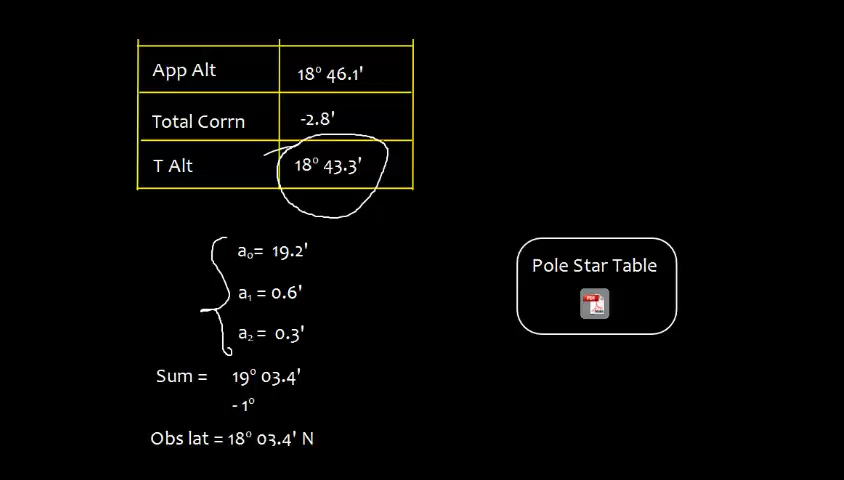 App Alt 18° 46.1'
Total Corrn -2.8'
T Alt 18° 43.3'
a₀= 19.2'
a₁ = 0.6'
a₂ = 0.3'
Sum = 19° 03.4'
- 1°
Obs lat = 18° 03.4' N
Pole Star Table
PDF